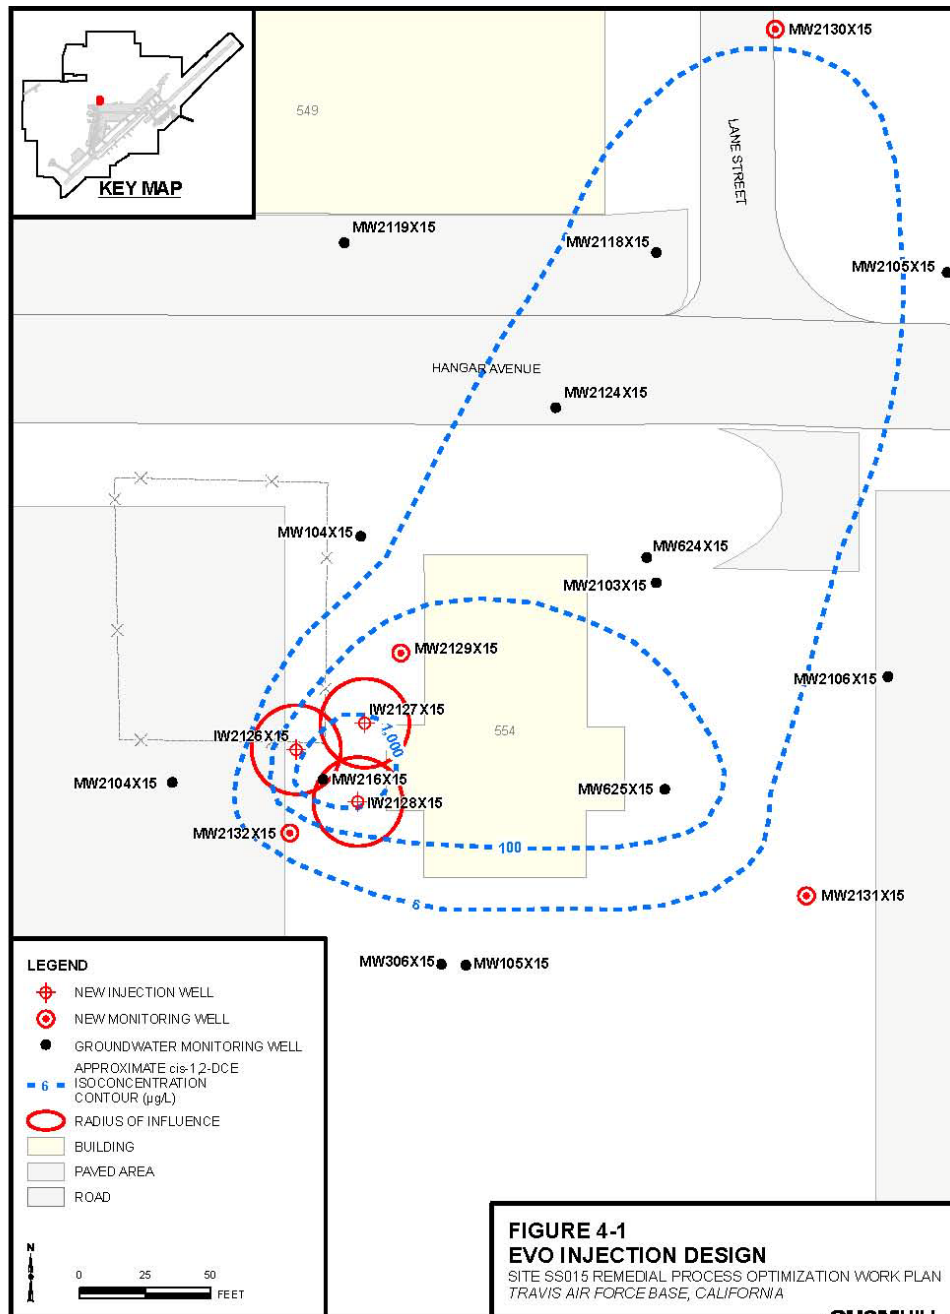 KEY MAP
549
MW2130X15
LANE STREET
MW2119X15
MW2118X15
MW2105X15
HANGAR AVENUE
MW2124X15
MW104X15
MW624X15
MW2103X15
MW2129X15
MW2106X15
IW2127X15
IW2126X15
1,000
554
MW2104X15
MW216X15
MW625X15
IW2128X15
MW2132X15
100
6
MW2131X15
MW306X15
MW105X15
LEGEND
NEW INJECTION WELL
NEW MONITORING WELL
GROUNDWATER MONITORING WELL
6
APPROXIMATE cis-1,2-DCE
ISOCONCENTRATION
CONTOUR (µg/L)
RADIUS OF INFLUENCE
BUILDING
PAVED AREA
ROAD
N
0 25 50
FEET
FIGURE 4-1
EVO INJECTION DESIGN
SITE SS015 REMEDIAL PROCESS OPTIMIZATION WORK PLAN
TRAVIS AIR FORCE BASE, CALIFORNIA